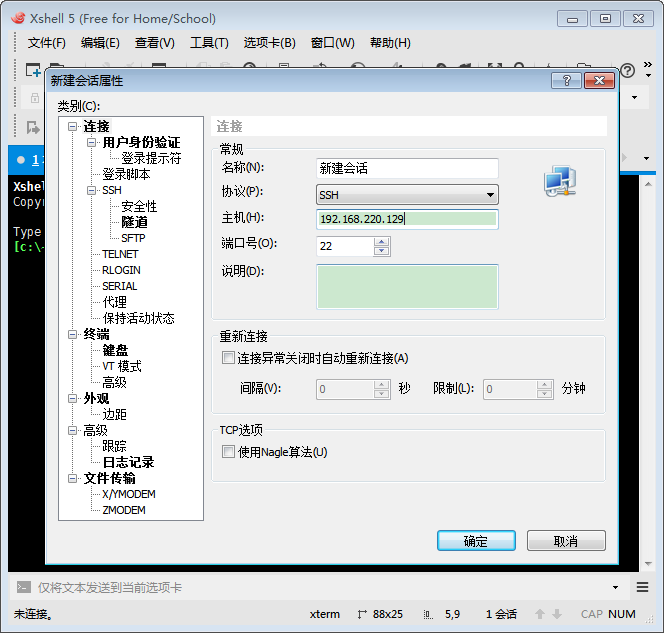 Xshell 5 (Free for Home/School)
文件(F) 编辑(E) 查看(V) 工具(T) 选项卡(B) 窗口(W) 帮助(H)
新建会话属性
类别(C):
连接
用户身份验证
登录提示符
登录脚本
SSH
安全性
隧道
SFTP
TELNET
RLOGIN
SERIAL
代理
保持活动状态
终端
键盘
VT 模式
高级
外观
边距
高级
跟踪
日志记录
文件传输
X/YMODEM
ZMODEM
连接
常规
名称(N): 新建会话
协议(P): SSH
主机(H): 192.168.220.129
端口号(O): 22
说明(D):
重新连接
连接异常关闭时自动重新连接(A)
间隔(V): 0 秒 限制(L): 0 分钟
TCP选项
使用Nagle算法(U)
确定 取消
1
Xshel
Copyr
Type
[c:\
仅将文本发送到当前选项卡
未连接。 xterm 88x25 5,9 1 会话 CAP NUM